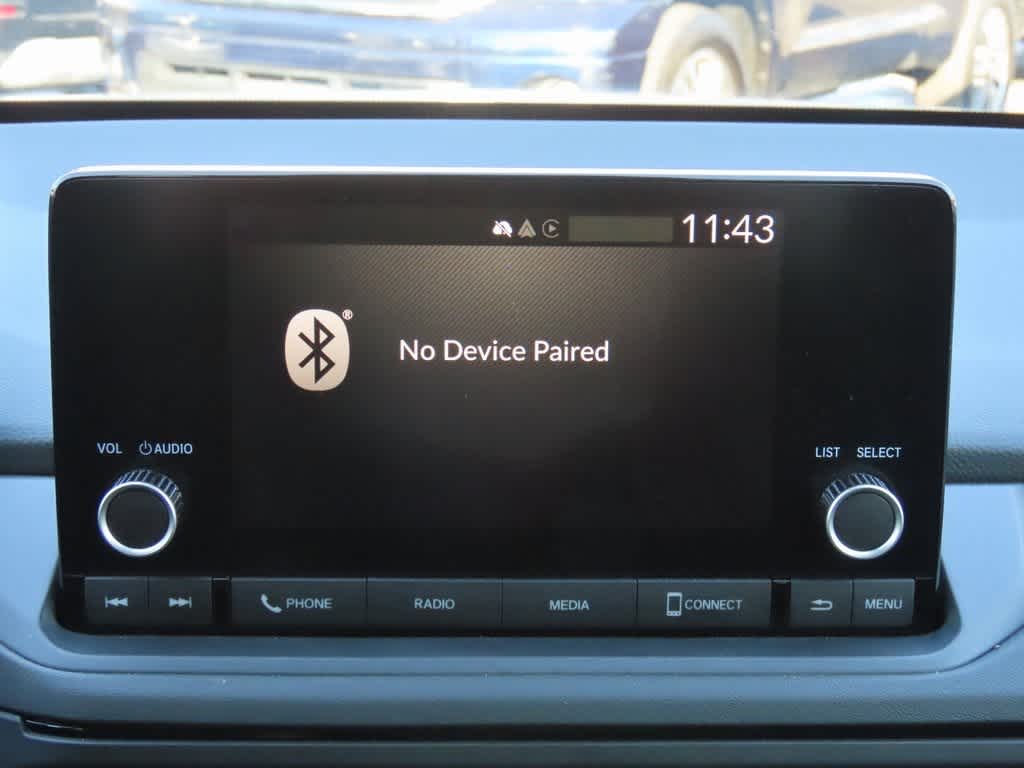 11:43
®
No Device Paired
VOL AUDIO
LIST SELECT
PHONE RADIO MEDIA CONNECT MENU